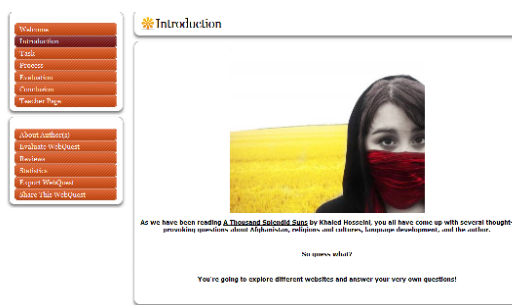 Welcome
Introduction
Task
Process
Evaluation
Conclusion
Teacher Page
About Author(s)
Evaluate WebQuest
Reviews
Statistics
Export WebQuest
Share This WebQuest
Introduction
As we have been reading A Thousand Splendid Suns by Khaled Hosseini, you all have come up with several thought-
provoking questions about Afghanistan, religions and cultures, language development, and the author.
So guess what?
You're going to explore different websites and answer your very own questions!